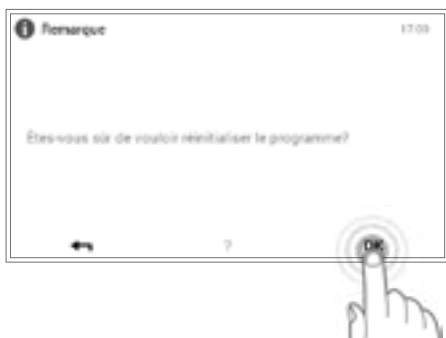 Remarque 17:03
Êtes-vous sûr de vouloir réinitialiser le programme?
?
OK